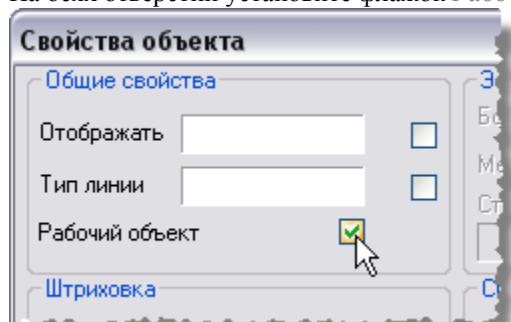 Свойства объекта
Общие свойства
Отображать
Тип линии
Рабочий объект
Штриховка